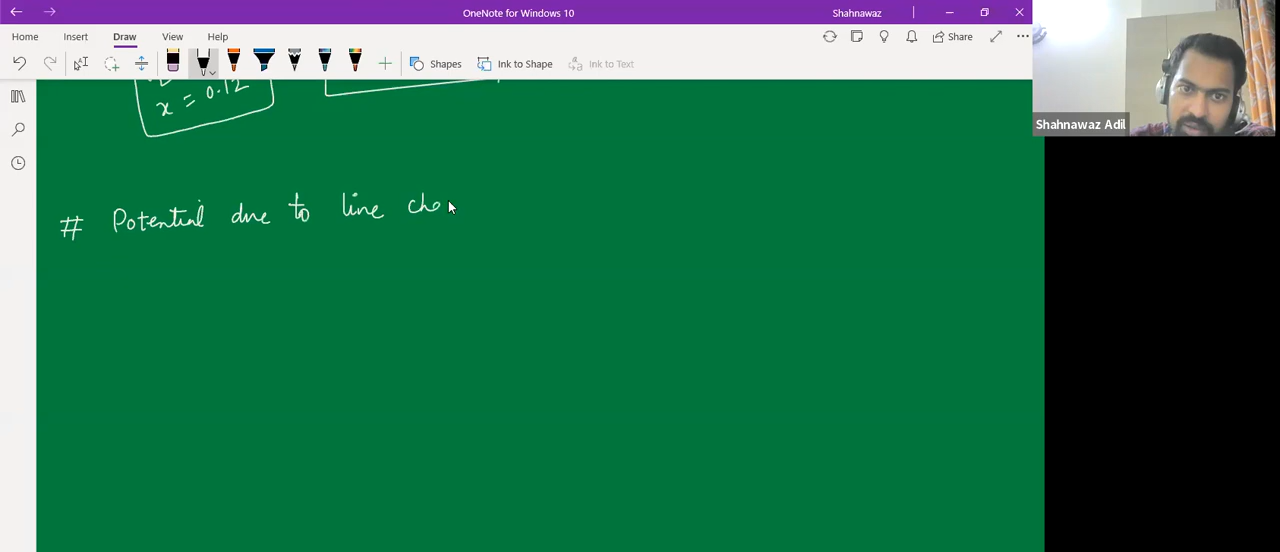 OneNote for Windows 10
Shahnawaz
Home Insert Draw View Help
Share
Shapes Ink to Shape Ink to Text
x = 0.12
Shahnawaz Adil
# Potential due to line cha